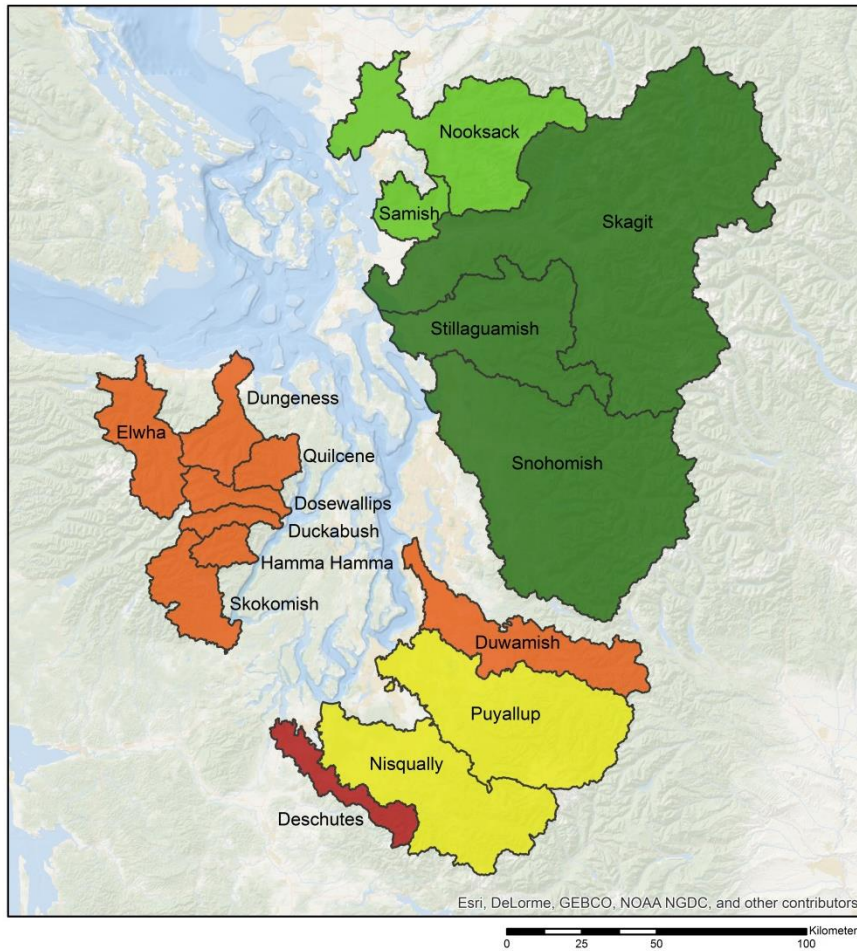 Nooksack
Samish
Skagit
Stillaguamish
Dungeness
Elwha
Quilcene
Snohomish
Dosewallips
Duckabush
Hamma Hamma
Skokomish
Duwamish
Puyallup
Nisqually
Deschutes
Esri, DeLorme, GEBCO, NOAA NGDC, and other contributors
Kilometer
0 25 50 100